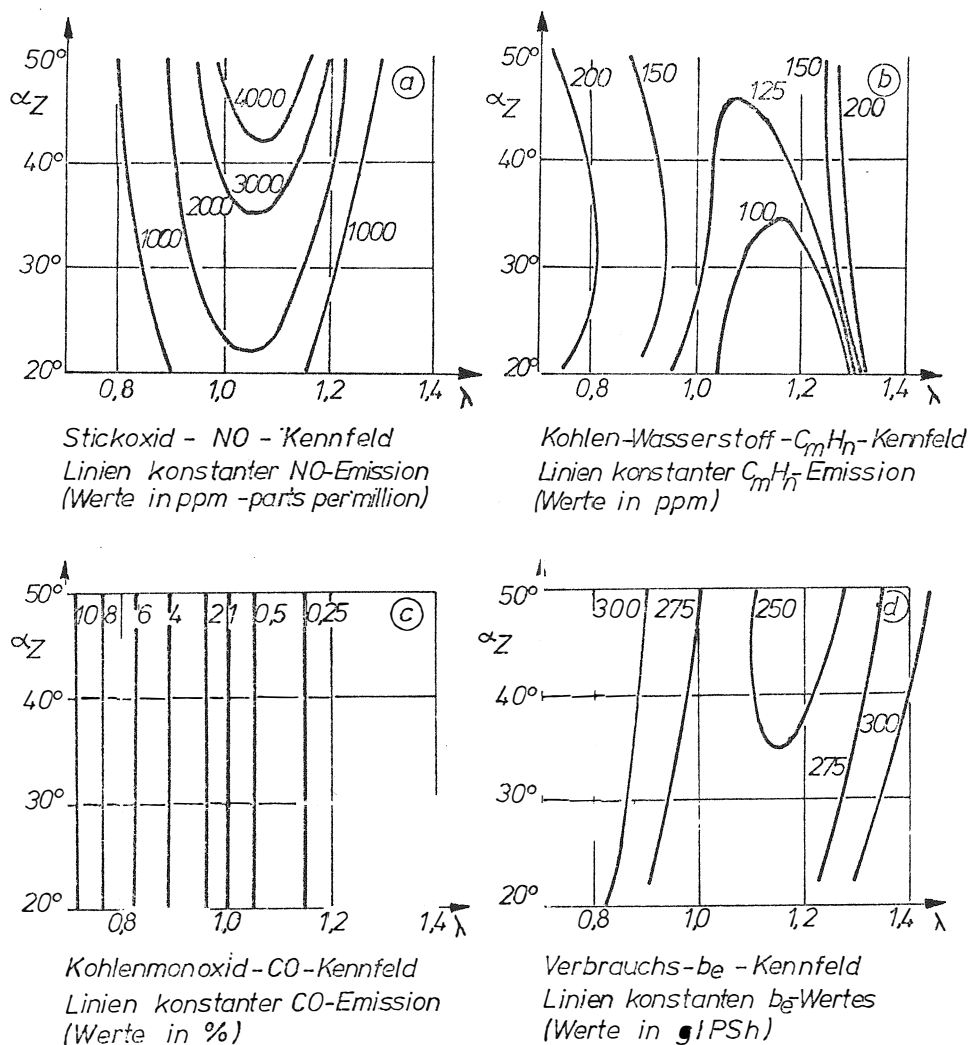 50°
αZ
40°
30°
20°
4000
3000
2000
1000
1000
a
0,8 1,0 1,2 1,4 λ
Stickoxid - NO - Kennfeld
Linien konstanter NO-Emission
(Werte in ppm - parts permillion)
50°
αZ
40°
30°
20°
200
150
125
150
200
100
b
0,8 1,0 1,2 1,4 λ
Kohlen-Wasserstoff-CmHn-Kennfeld
Linien konstanter CmHn-Emission
(Werte in ppm)
50°
αZ
40°
30°
20°
10 8 6 4 2 1 0,5 0,25
c
0,8 1,0 1,2 1,4 λ
Kohlenmonoxid-CO-Kennfeld
Linien konstanter CO-Emission
(Werte in %)
50°
αZ
40°
30°
20°
300 275 250
d
300
275
0,8 1,0 1,2 1,4 λ
Verbrauchs-be-Kennfeld
Linien konstanten be-Wertes
(Werte in g/PSh)